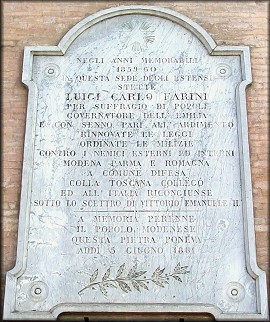 NEGLI ANNI MEMORABILI
1859-60
A QUESTA SEDE DEGLI ESTENSI
STETTE
LUIGI CARLO FARINI
PER SUFFRAGIO DI POPOLI
GOVERNATORE DELL'EMILIA
E CON SENNO PARI ALL'ARDIMENTO
RINNOVATE LE LEGGI
ORDINATE LE MILIZIE
CONTRO I NEMICI ESTERNI ED INTERNI
MODENA PARMA E ROMAGNA
A COMUNE DIFESA
COLLA TOSCANA COLLEGÒ
ED ALL'ITALIA RICONGIUNSE
SOTTO LO SCETTRO DI VITTORIO EMANUELE II.
A MEMORIA PERENNE
IL POPOLO MODENESE
QUESTA PIETRA PONEVA
ADDÌ 5 GIUGNO 1881